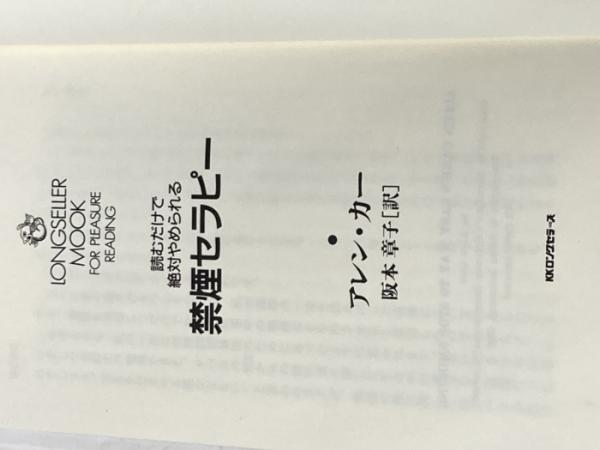 LONGSELLER
MOOK
FOR PLEASURE
READING
読むだけで
絶対やめられる
禁煙セラピー
アレン・カー
阪本 章子[訳]
KKロングセラーズ